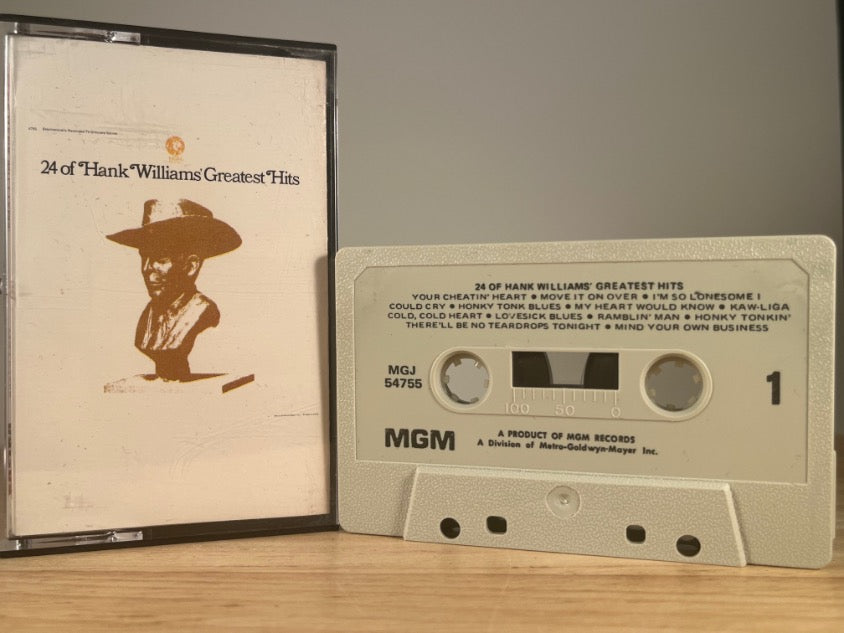 24 of Hank Williams' Greatest Hits
24 OF HANK WILLIAMS' GREATEST HITS
YOUR CHEATIN' HEART ● MOVE IT ON OVER ● I'M SO LONESOME I
COULD CRY ● HONKY TONK BLUES ● MY HEART WOULD KNOW ● KAW-LIGA
COLD, COLD HEART ● LOVESICK BLUES ● RAMBLIN' MAN ● HONKY TONKIN'
THERE'LL BE NO TEARDROPS TONIGHT ● MIND YOUR OWN BUSINESS
MGJ
54755
1
100 50 0
MGM
A PRODUCT OF MGM RECORDS
A Division of Metro-Goldwyn-Mayer Inc.